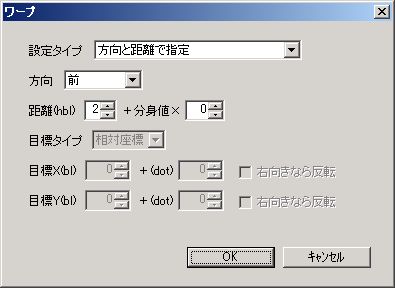 ワープ
設定タイプ 方向と距離で指定
方向 前
距離(hbl) 2 +分身値× 0
目標タイプ 相対座標
目標X(bl) 0 +(dot) 0 右向きなら反転
目標Y(bl) 0 +(dot) 0 右向きなら反転
OK キャンセル